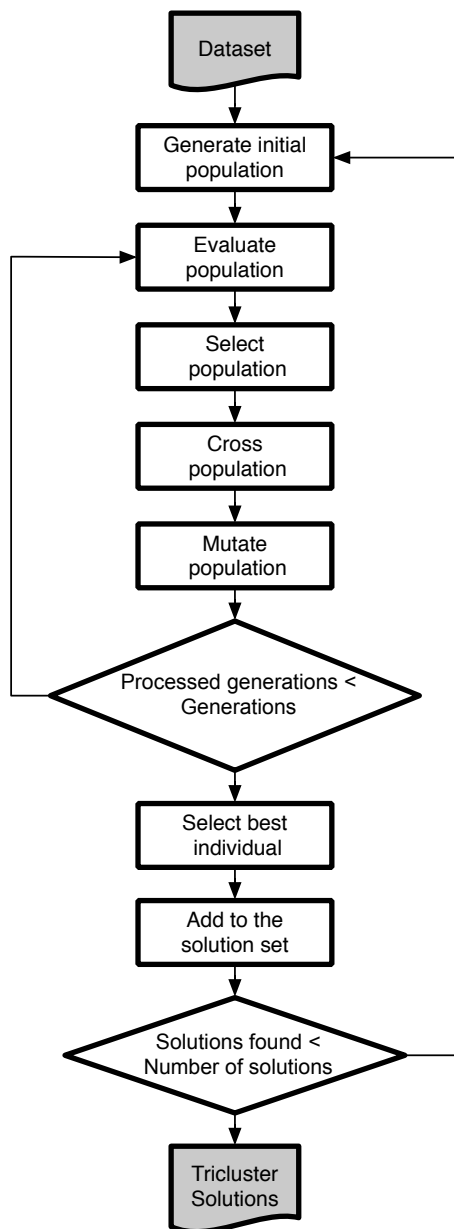 Dataset
Generate initial
population
Evaluate
population
Select
population
Cross
population
Mutate
population
Processed generations <
Generations
Select best
individual
Add to the
solution set
Solutions found <
Number of solutions
Tricluster
Solutions